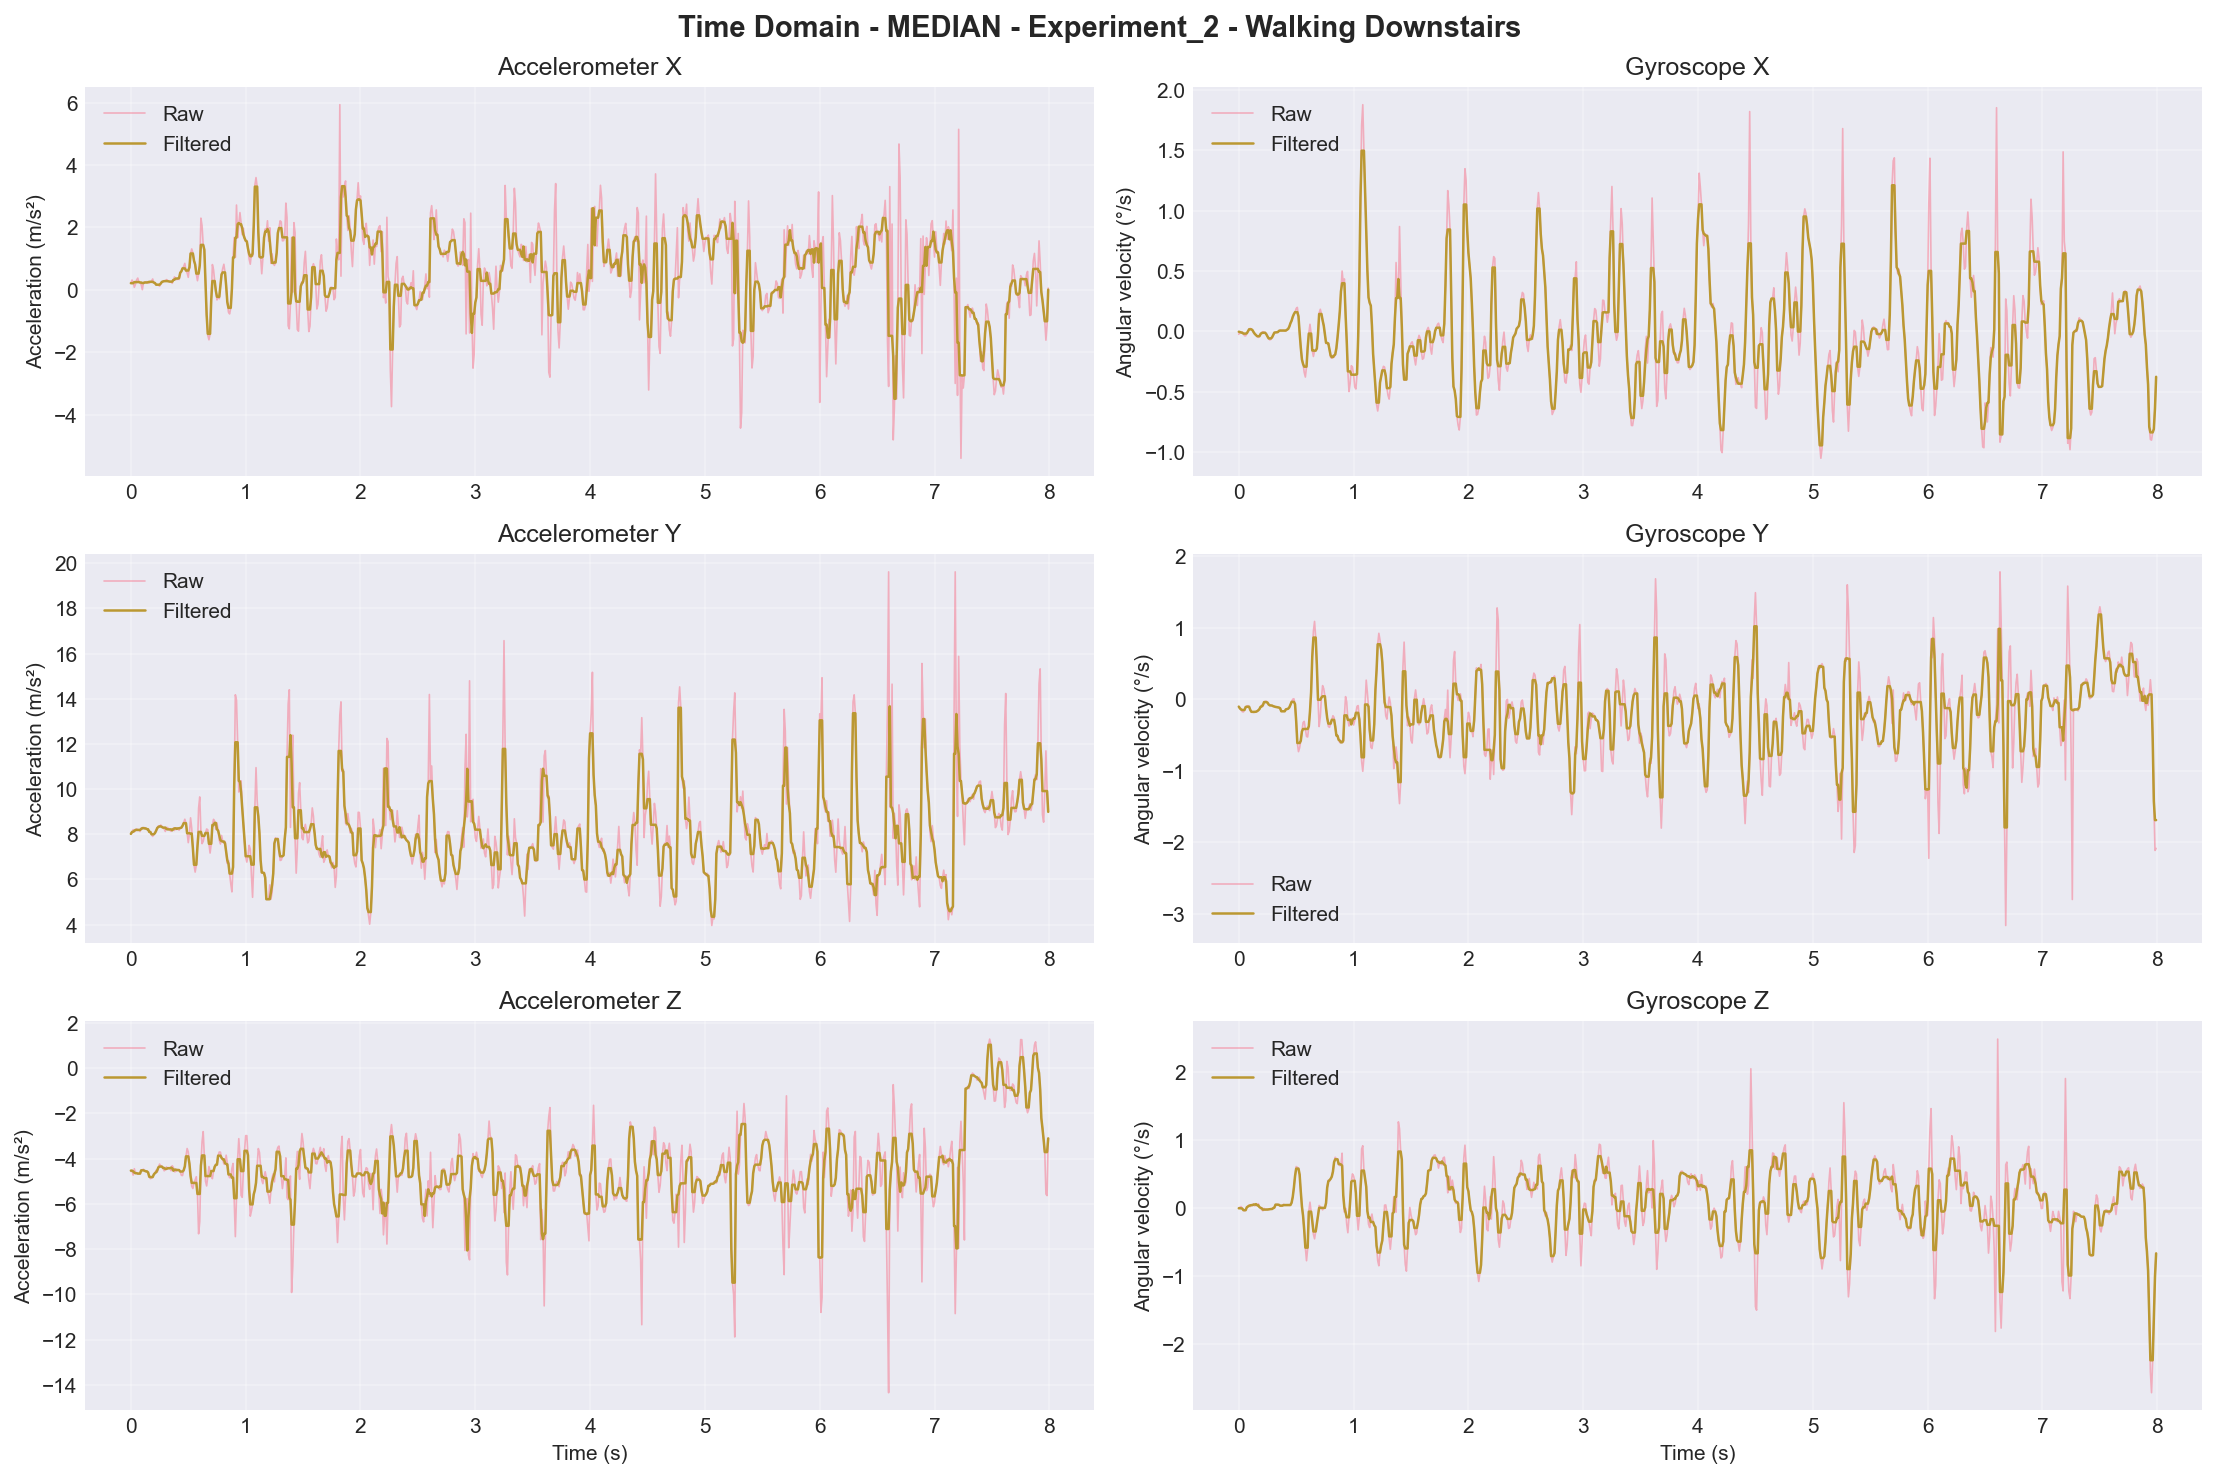 Time Domain - MEDIAN - Experiment_2 - Walking Downstairs
Accelerometer X
Acceleration (m/s²)
6
4
2
0
−2
−4
Raw
Filtered
0 1 2 3 4 5 6 7 8
Gyroscope X
Angular velocity (°/s)
2.0
1.5
1.0
0.5
0.0
−0.5
−1.0
Raw
Filtered
0 1 2 3 4 5 6 7 8
Accelerometer Y
Acceleration (m/s²)
20
18
16
14
12
10
8
6
4
Raw
Filtered
0 1 2 3 4 5 6 7 8
Gyroscope Y
Angular velocity (°/s)
2
1
0
−1
−2
−3
Raw
Filtered
0 1 2 3 4 5 6 7 8
Accelerometer Z
Acceleration (m/s²)
2
0
−2
−4
−6
−8
−10
−12
−14
Raw
Filtered
0 1 2 3 4 5 6 7 8
Time (s)
Gyroscope Z
Angular velocity (°/s)
2
1
0
−1
−2
Raw
Filtered
0 1 2 3 4 5 6 7 8
Time (s)